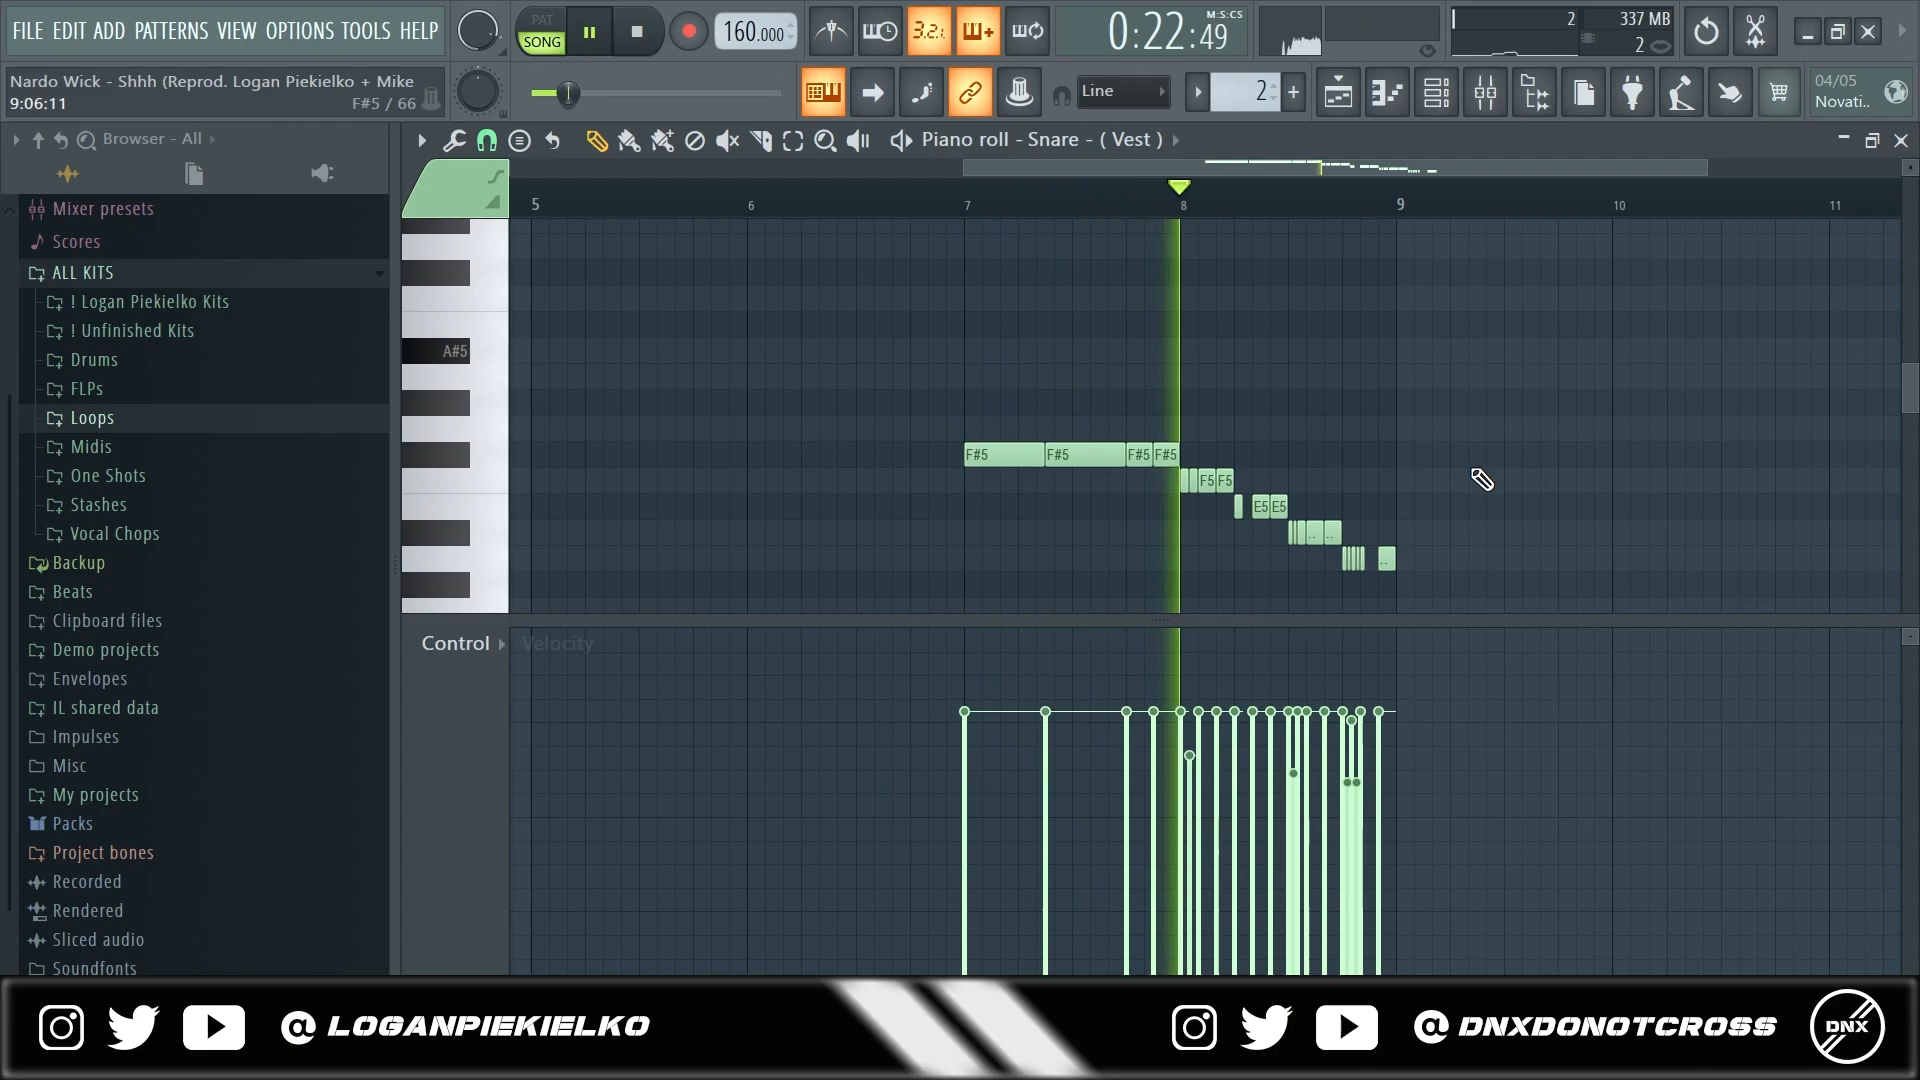 FILE EDIT ADD PATTERNS VIEW OPTIONS TOOLS HELP
PAT
SONG
160.000
3.2.1
0:22:49
M:S:CS
2
337 MB
2
Nardo Wick - Shhh (Reprod. Logan Piekielko + Mike
9:06:11
F#5 / 66
Line
2
04/05
Novati..
Browser - All
Piano roll - Snare - ( Vest )
Mixer presets
Scores
ALL KITS
! Logan Piekielko Kits
! Unfinished Kits
Drums
FLPs
Loops
Midis
One Shots
Stashes
Vocal Chops
Backup
Beats
Clipboard files
Demo projects
Envelopes
IL shared data
Impulses
Misc
My projects
Packs
Project bones
Recorded
Rendered
Sliced audio
Soundfonts
5 6 7 8 9 10 11
A#5
F#5 F#5 F#5 F#5
F5 F5
E5 E5
Control
Velocity
@LOGANPIEKIELKO
@DNXDONOTCROSS
DNX